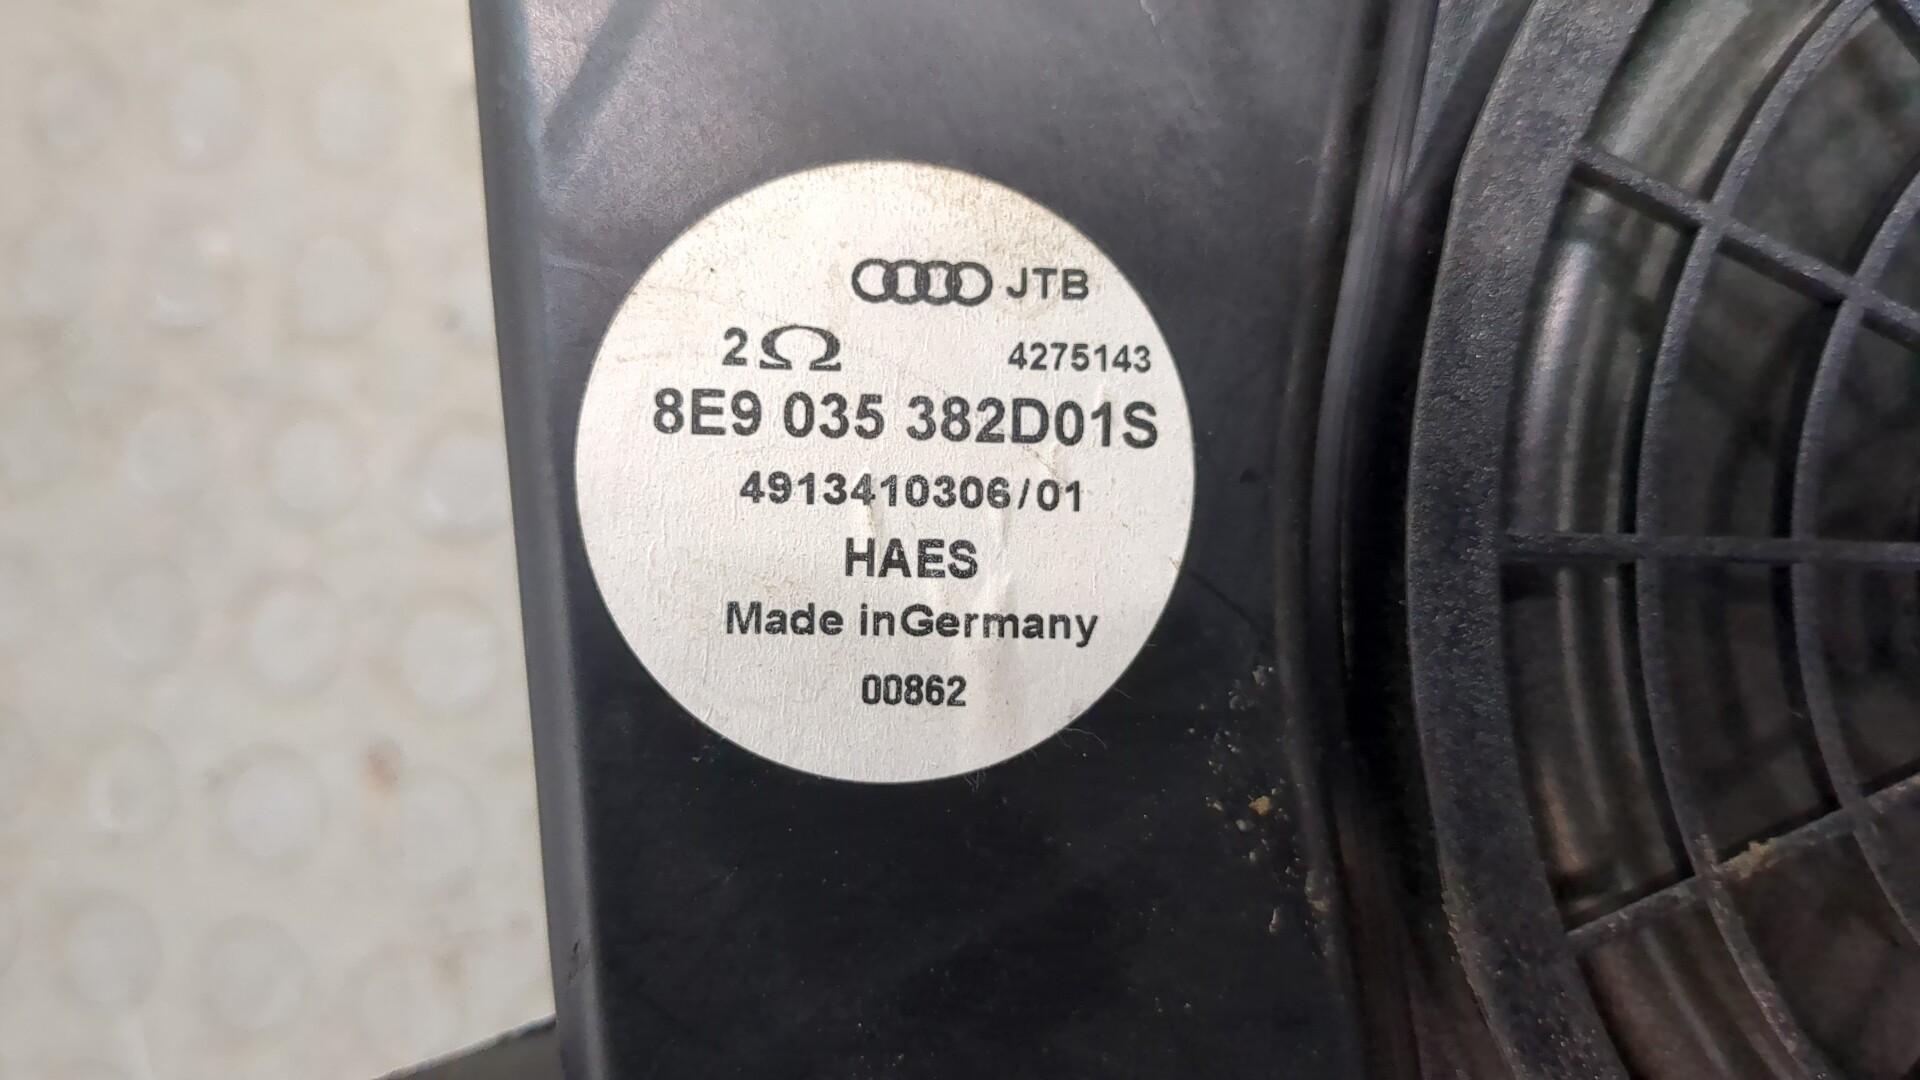 JTB
2Ω 4275143
8E9 035 382D01S
4913410306/01
HAES
Made inGermany
00862